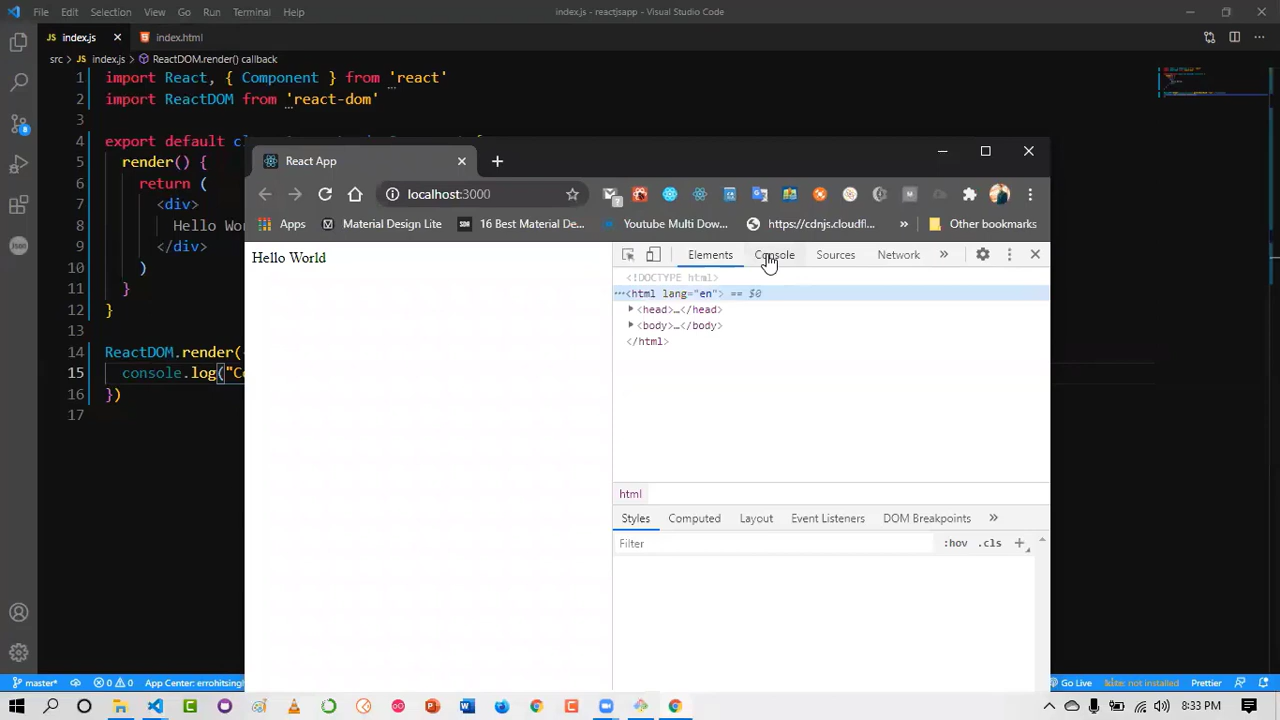 File Edit Selection View Go Run Terminal Help index.js - reactjsapp - Visual Studio Code
index.js index.html
src > index.js > ReactDOM.render() callback
1 import React, { Component } from 'react'
2 import ReactDOM from 'react-dom'
3
4 export default
5 render() {
6 return (
7 <div>
8 Hello
9 </div>
10 )
11 }
12 }
13
14 ReactDOM.render(
15 console.log("C
16 })
17
React App
localhost:3000
Apps Material Design Lite 16 Best Material De... Youtube Multi Dow... https://cdnjs.cloudfl... » Other bookmarks
Hello World
Elements Console Sources Network »
<!DOCTYPE html>
...<html lang="en"> == $0
<head>…</head>
<body>…</body>
</html>
html
Styles Computed Layout Event Listeners DOM Breakpoints »
Filter :hov .cls +
master* 0 0 App Center: errohitsing Go Live not installed Prettier
8:33 PM